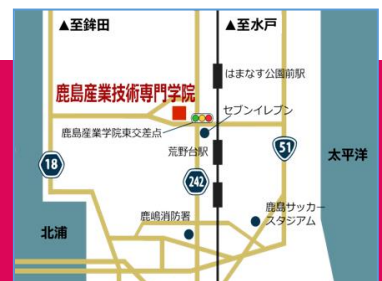 ▲至鉾田
▲至水戸
はまなす公園前駅
鹿島産業技術専門学院
セブンイレブン
鹿島産業学院東交差点
荒野台駅
51
太平洋
18
242
鹿島サッカー
スタジアム
鹿嶋消防署
北浦